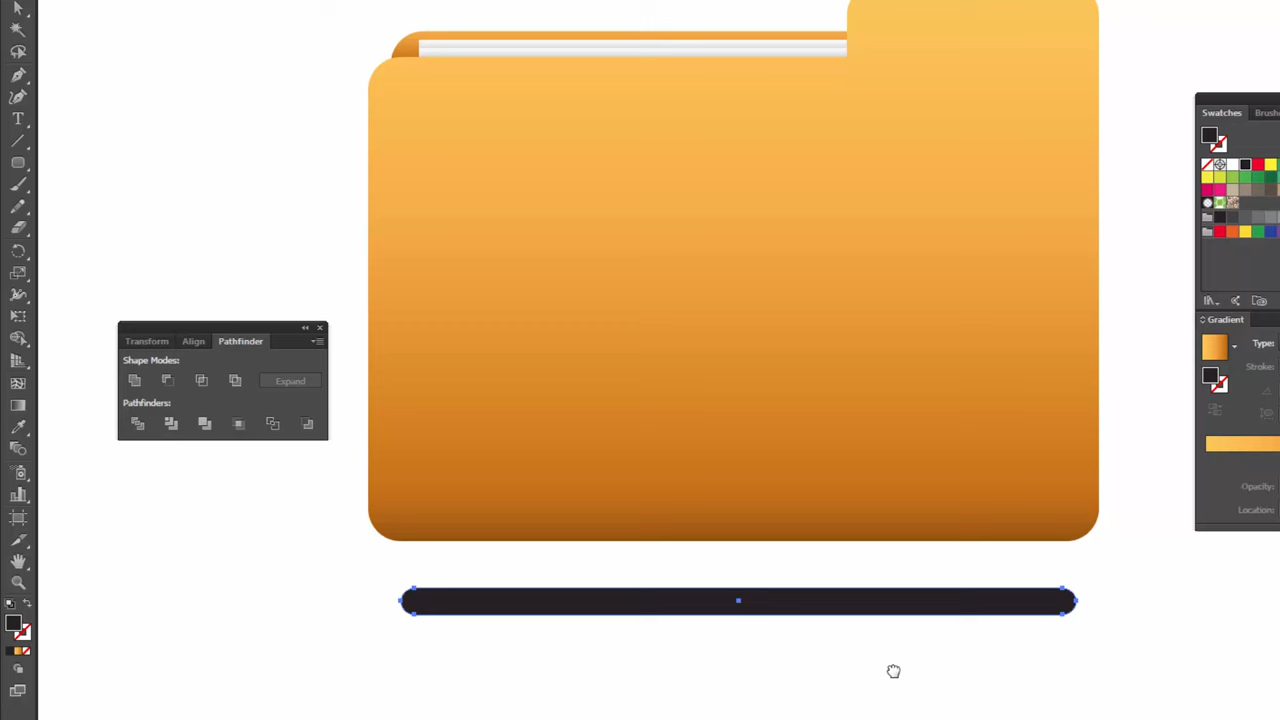 Swatches Brush
Transform Align Pathfinder
Shape Modes:
Expand
Pathfinders:
Gradient
Type:
Stroke:
Opacity:
Location: